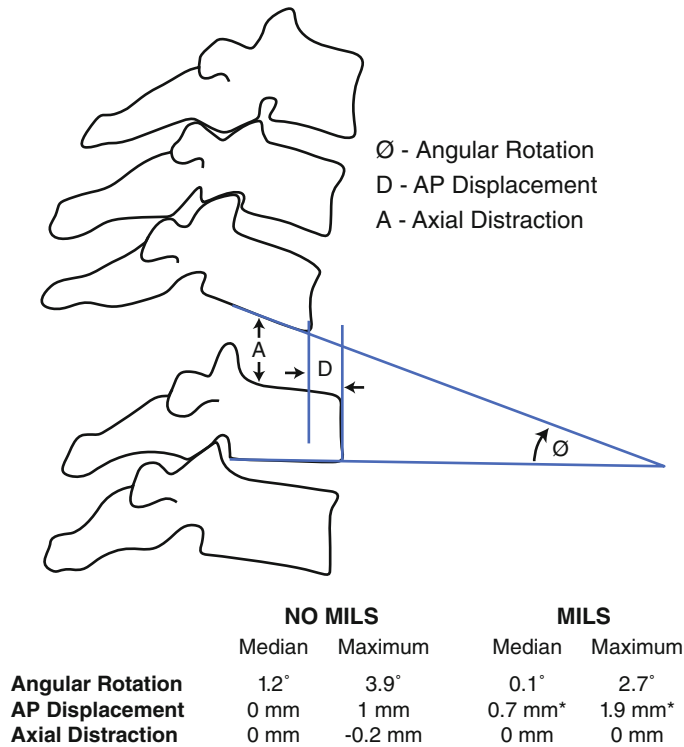 Ø - Angular Rotation
D - AP Displacement
A - Axial Distraction
A
D
Ø
NO MILS MILS
Median Maximum Median Maximum
Angular Rotation 1.2° 3.9° 0.1° 2.7°
AP Displacement 0 mm 1 mm 0.7 mm* 1.9 mm*
Axial Distraction 0 mm -0.2 mm 0 mm 0 mm